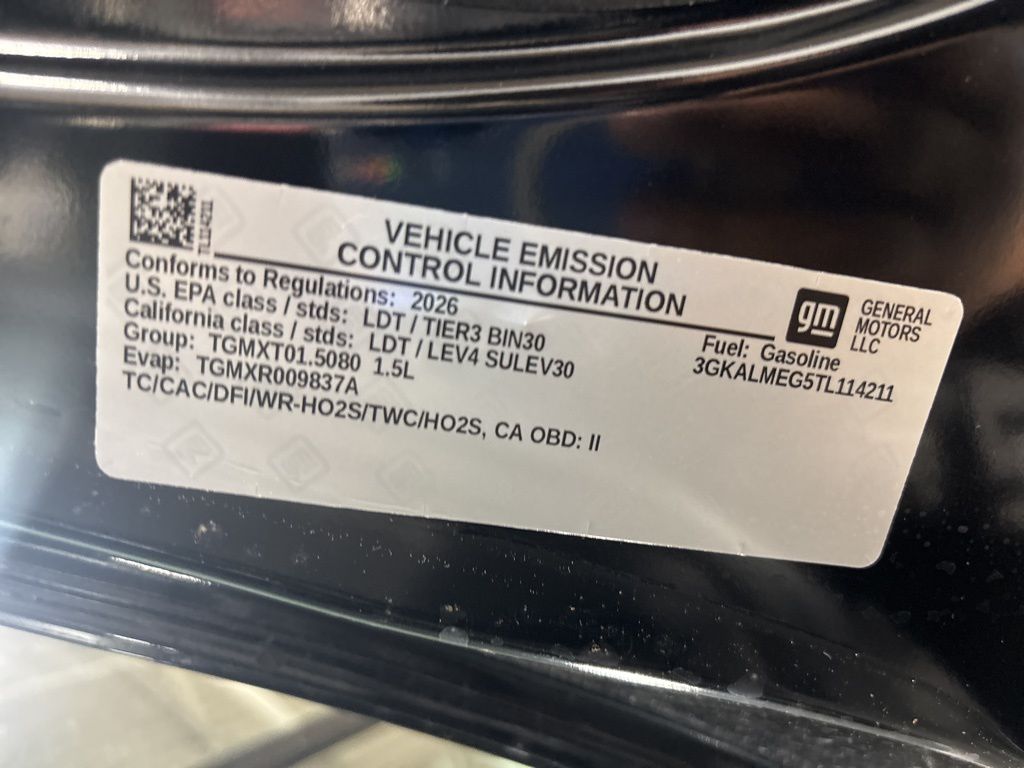 TL114211
VEHICLE EMISSION
CONTROL INFORMATION
Conforms to Regulations: 2026
U.S. EPA class / stds: LDT / TIER3 BIN30
California class / stds: LDT / LEV4 SULEV30
Group: TGMXT01.5080 1.5L
Evap: TGMXR009837A
TC/CAC/DFI/WR-HO2S/TWC/HO2S, CA OBD: II
gm
GENERAL
MOTORS
LLC
Fuel: Gasoline
3GKALMEG5TL114211